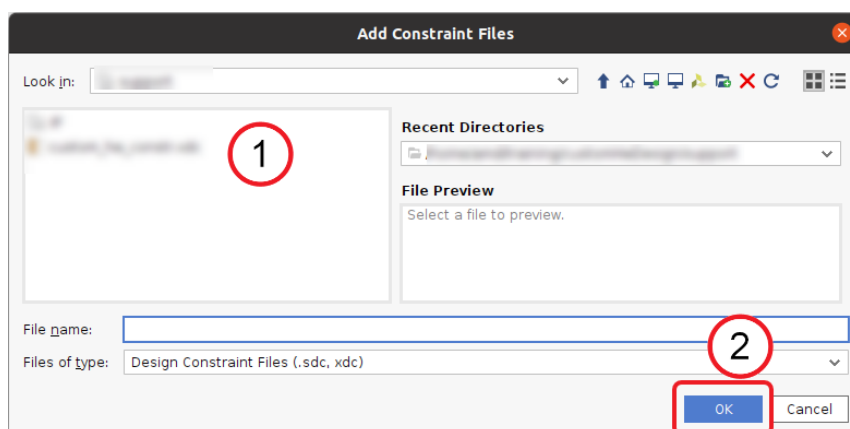 Add Constraint Files
Look in:
1
Recent Directories
File Preview
Select a file to preview.
File name:
2
Files of type: Design Constraint Files (.sdc, xdc)
OK Cancel